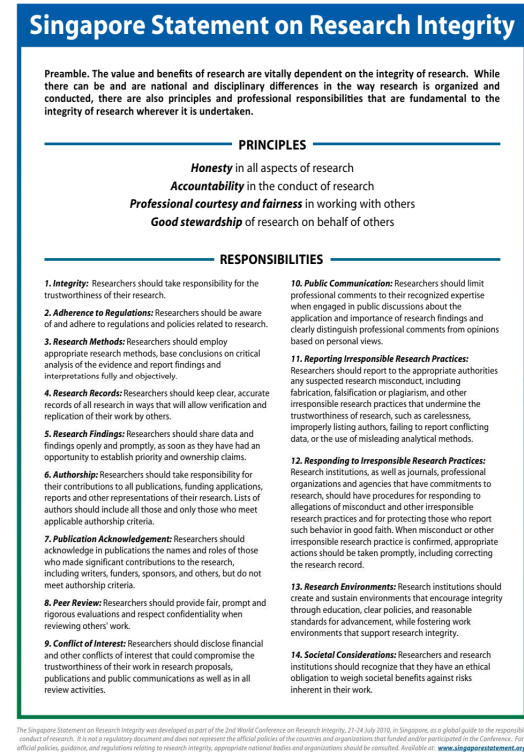 Singapore Statement on Research Integrity
Preamble. The value and benefits of research are vitally dependent on the integrity of research. While
there can be and are national and disciplinary differences in the way research is organized and
conducted, there are also principles and professional responsibilities that are fundamental to the
integrity of research wherever it is undertaken.
PRINCIPLES
Honesty in all aspects of research
Accountability in the conduct of research
Professional courtesy and fairness in working with others
Good stewardship of research on behalf of others
RESPONSIBILITIES
1. Integrity: Researchers should take responsibility for the
trustworthiness of their research.
2. Adherence to Regulations: Researchers should be aware
of and adhere to regulations and policies related to research.
3. Research Methods: Researchers should employ
appropriate research methods, base conclusions on critical
analysis of the evidence and report findings and
interpretations fully and objectively.
4. Research Records: Researchers should keep clear, accurate
records of all research in ways that will allow verification and
replication of their work by others.
5. Research Findings: Researchers should share data and
findings openly and promptly, as soon as they have had an
opportunity to establish priority and ownership claims.
6. Authorship: Researchers should take responsibility for
their contributions to all publications, funding applications,
reports and other representations of their research. Lists of
authors should include all those and only those who meet
applicable authorship criteria.
7. Publication Acknowledgement: Researchers should
acknowledge in publications the names and roles of those
who made significant contributions to the research,
including writers, funders, sponsors, and others, but do not
meet authorship criteria.
8. Peer Review: Researchers should provide fair, prompt and
rigorous evaluations and respect confidentiality when
reviewing others' work.
9. Conflict of Interest: Researchers should disclose financial
and other conflicts of interest that could compromise the
trustworthiness of their work in research proposals,
publications and public communications as well as in all
review activities.
10. Public Communication: Researchers should limit
professional comments to their recognized expertise
when engaged in public discussions about the
application and importance of research findings and
clearly distinguish professional comments from opinions
based on personal views.
11. Reporting Irresponsible Research Practices:
Researchers should report to the appropriate authorities
any suspected research misconduct, including
fabrication, falsification or plagiarism, and other
irresponsible research practices that undermine the
trustworthiness of research, such as carelessness,
improperly listing authors, failing to report conflicting
data, or the use of misleading analytical methods.
12. Responding to Irresponsible Research Practices:
Research institutions, as well as journals, professional
organizations and agencies that have commitments to
research, should have procedures for responding to
allegations of misconduct and other irresponsible
research practices and for protecting those who report
such behavior in good faith. When misconduct or other
irresponsible research practice is confirmed, appropriate
actions should be taken promptly, including correcting
the research record.
13. Research Environments: Research institutions should
create and sustain environments that encourage integrity
through education, clear policies, and reasonable
standards for advancement, while fostering work
environments that support research integrity.
14. Societal Considerations: Researchers and research
institutions should recognize that they have an ethical
obligation to weigh societal benefits against risks
inherent in their work.
The Singapore Statement on Research Integrity was developed as part of the 2nd World Conference on Research Integrity, 21-24 July 2010, in Singapore, as a global guide to the responsibl
conduct of research. It is not a regulatory document and does not represent the official policies of the countries and organizations that funded and/or participated in the Conference. For
official policies, guidance, and regulations relating to research integrity, appropriate national bodies and organizations should be consulted. Available at: www.singaporestatement.org